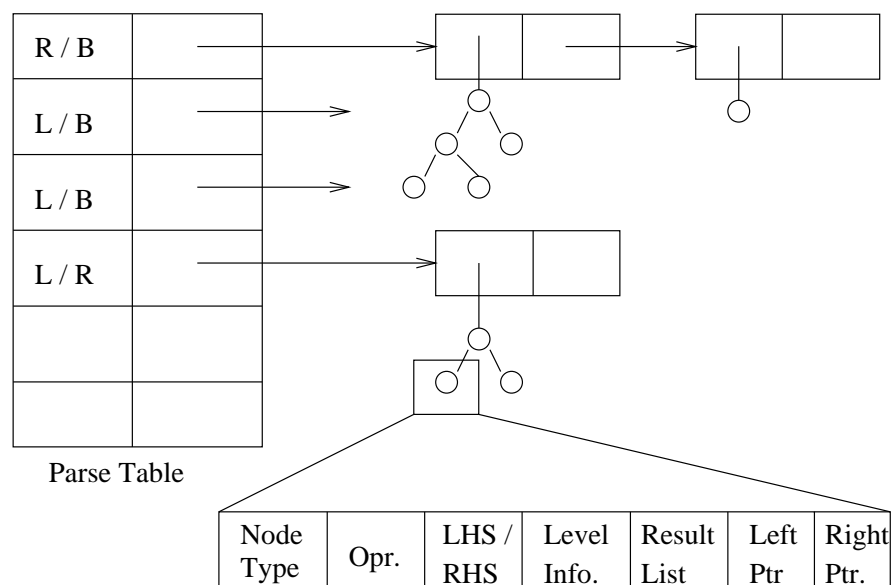 R / B
L / B
L / B
L / R
Parse Table
Node Type
Opr.
LHS / RHS
Level Info.
Result List
Left Ptr
Right Ptr.